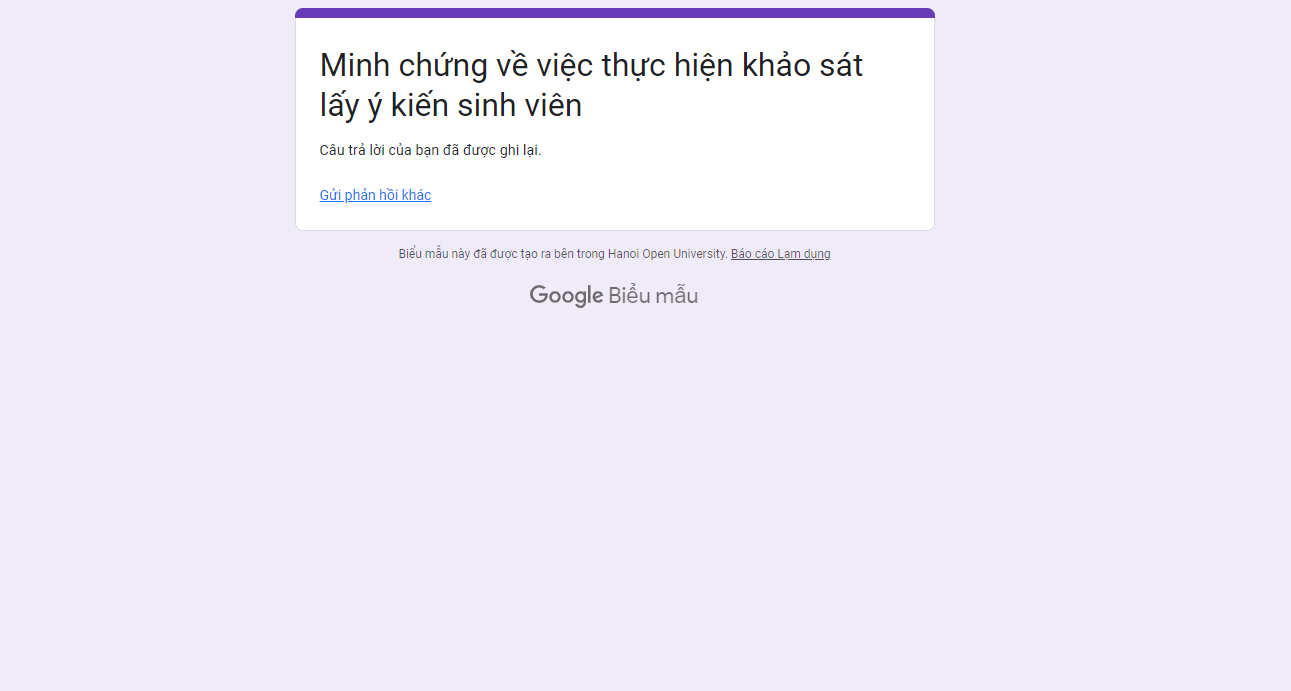 Minh chứng về việc thực hiện khảo sát
lấy ý kiến sinh viên
Câu trả lời của bạn đã được ghi lại.
Gửi phản hồi khác
Biểu mẫu này đã được tạo ra bên trong Hanoi Open University. Báo cáo Lạm dụng
Google Biểu mẫu